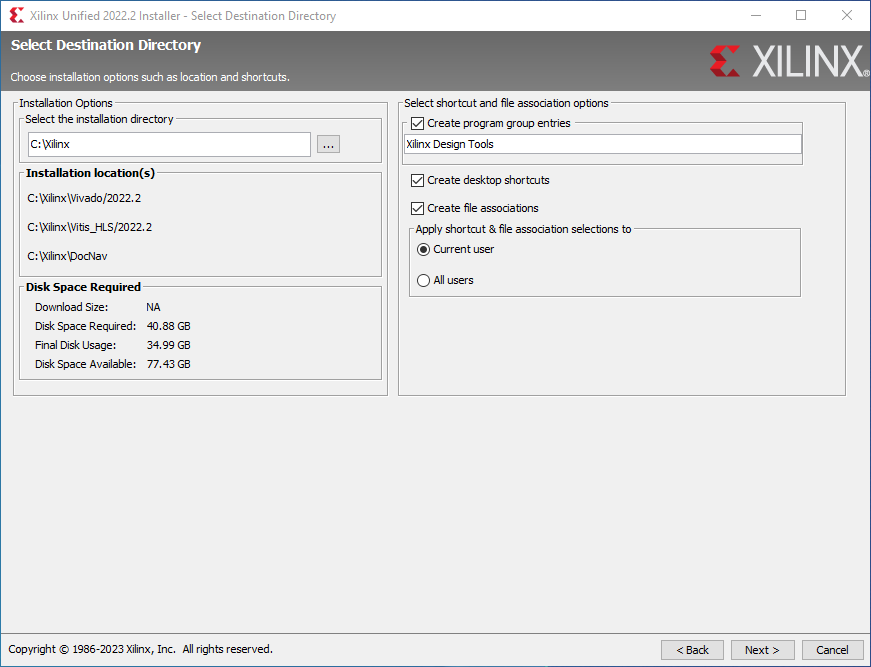 Xilinx Unified 2022.2 Installer - Select Destination Directory
Select Destination Directory
Choose installation options such as location and shortcuts.
XILINX®
Installation Options
Select the installation directory
C:\Xilinx
...
Installation location(s)
C:\Xilinx\Vivado/2022.2
C:\Xilinx\Vitis_HLS/2022.2
C:\Xilinx\DocNav
Disk Space Required
Download Size: NA
Disk Space Required: 40.88 GB
Final Disk Usage: 34.99 GB
Disk Space Available: 77.43 GB
Select shortcut and file association options
Create program group entries
Xilinx Design Tools
Create desktop shortcuts
Create file associations
Apply shortcut & file association selections to
Current user
All users
Copyright © 1986-2023 Xilinx, Inc. All rights reserved.
< Back Next > Cancel